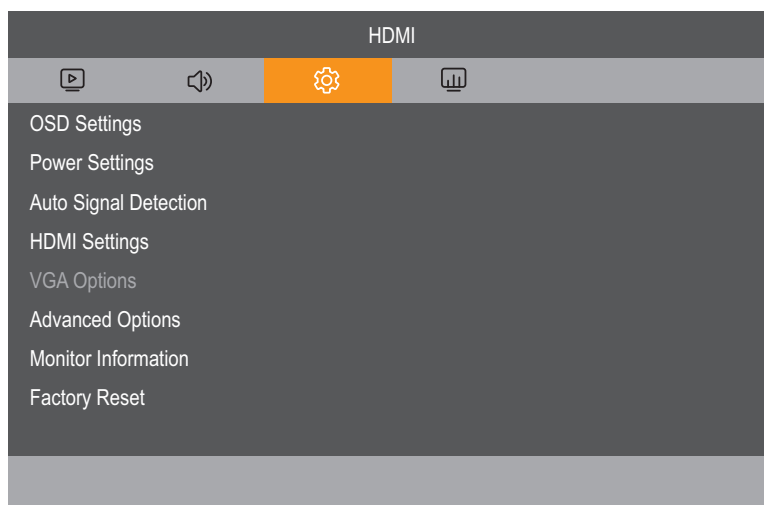 HDMI
OSD Settings
Power Settings
Auto Signal Detection
HDMI Settings
VGA Options
Advanced Options
Monitor Information
Factory Reset